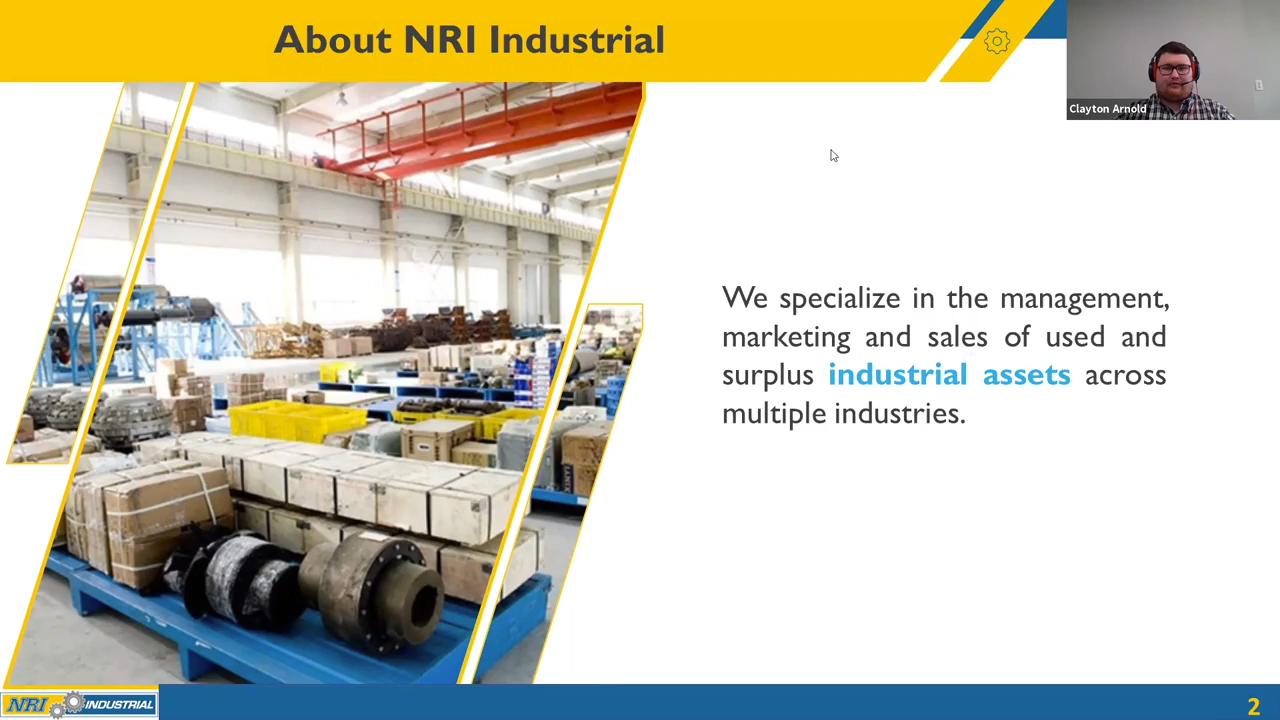 About NRI Industrial
Clayton Arnold
We specialize in the management,
marketing and sales of used and
surplus industrial assets across
multiple industries.
NRI INDUSTRIAL
2